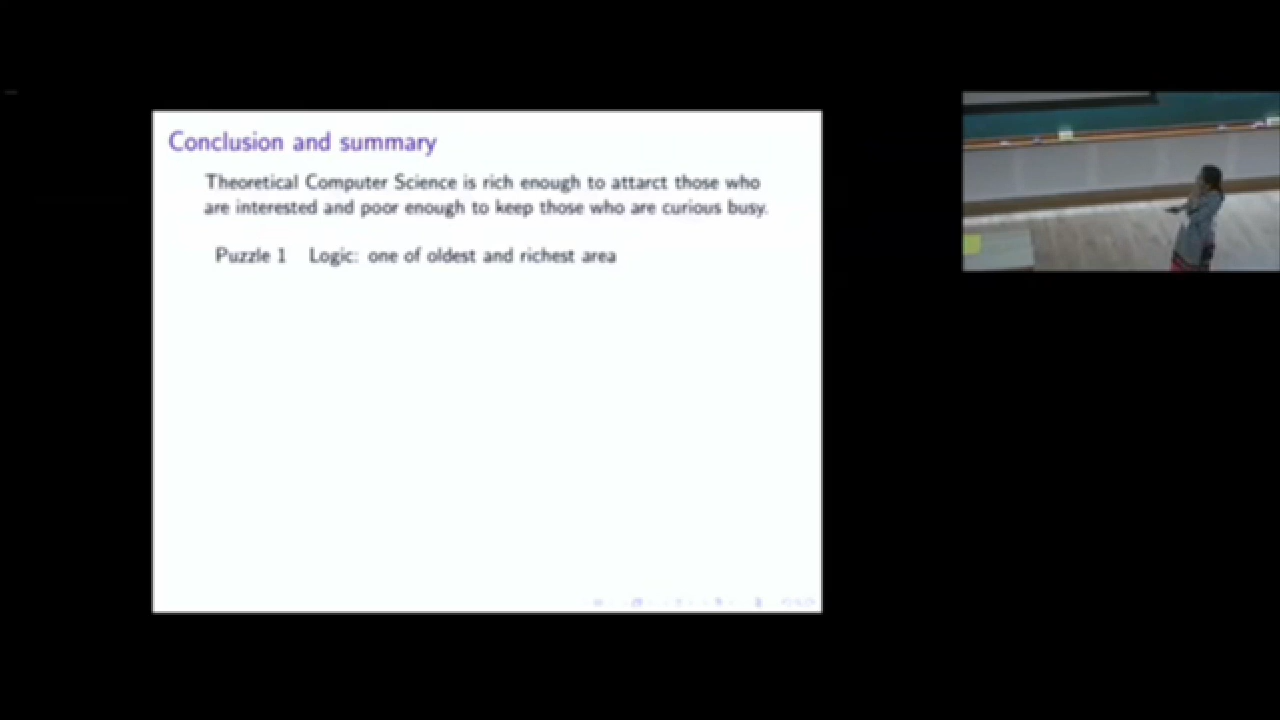 Conclusion and summary
Theoretical Computer Science is rich enough to attarct those who
are interested and poor enough to keep those who are curious busy.
Puzzle 1 Logic: one of oldest and richest area